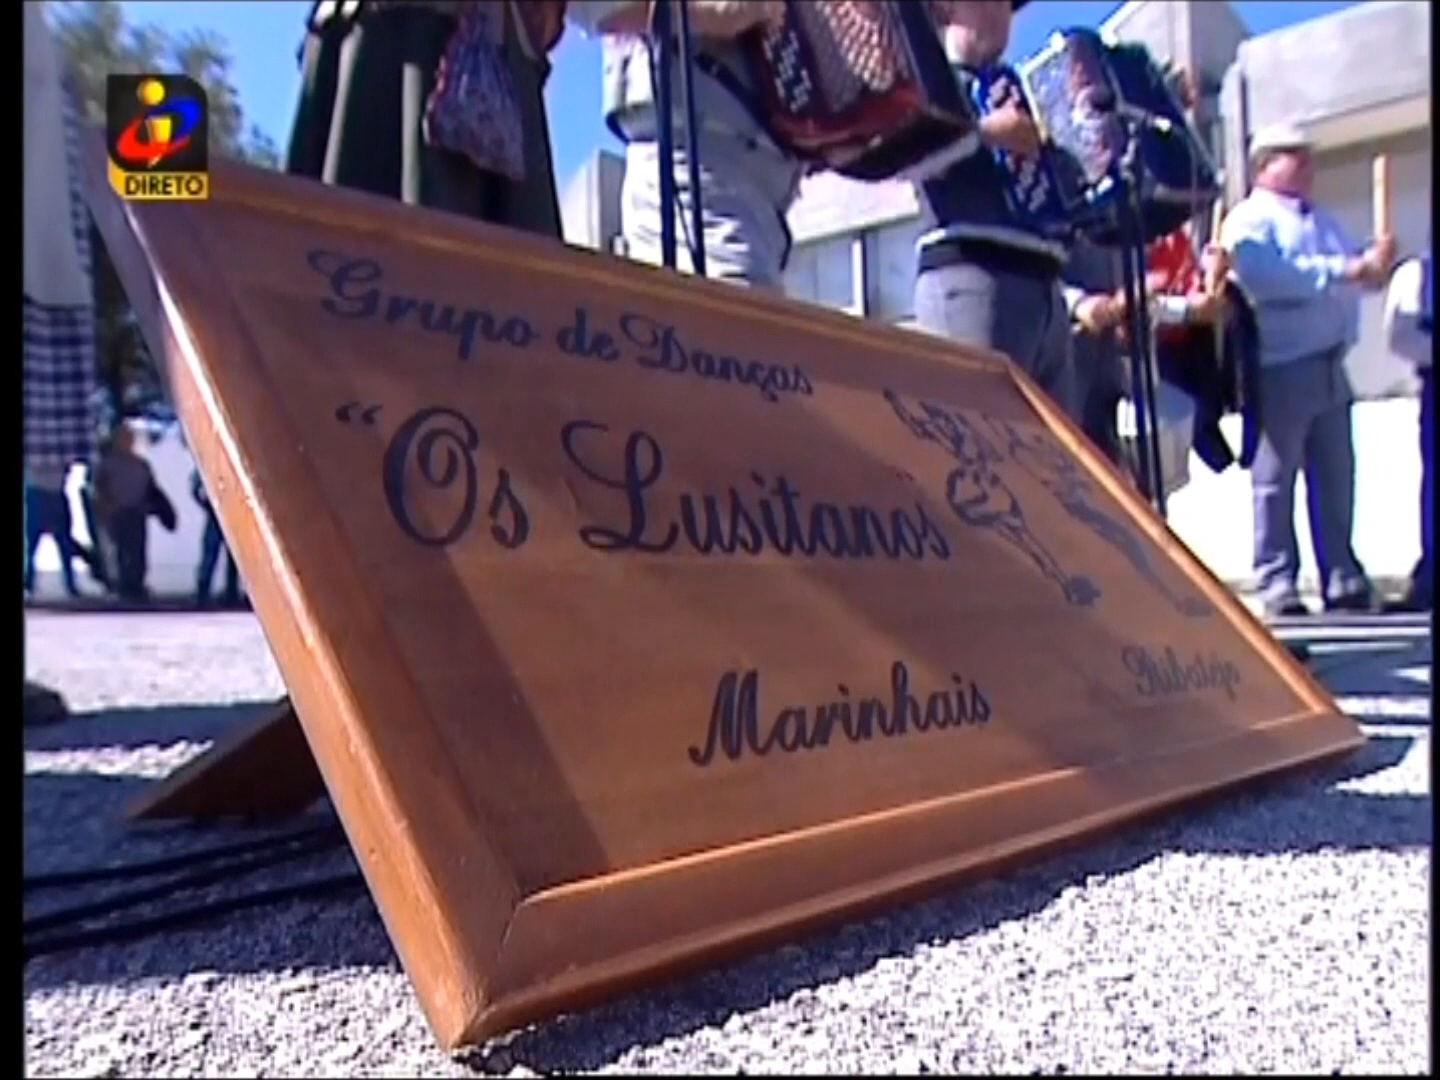 DIRETO
Grupo de Danças
"Os Lusitanos"
Marinhais
Ribatejo